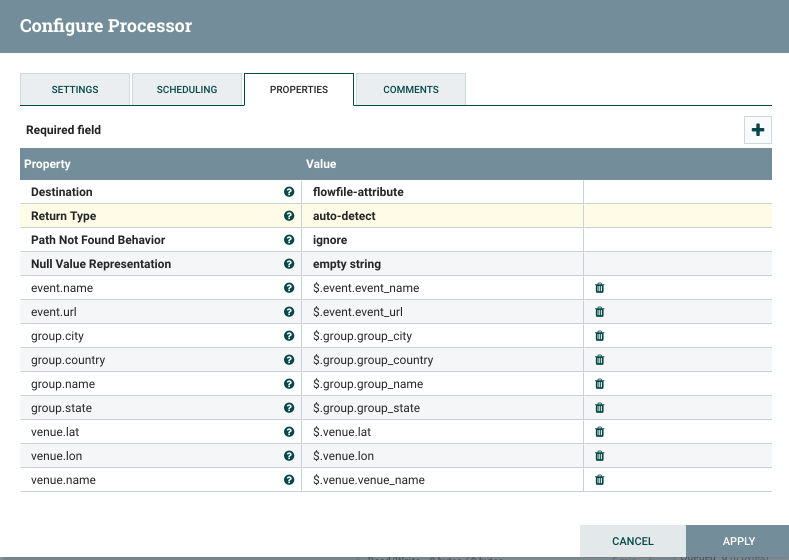 Configure Processor
SETTINGS SCHEDULING PROPERTIES COMMENTS
Required field
Property Value
Destination flowfile-attribute
Return Type auto-detect
Path Not Found Behavior ignore
Null Value Representation empty string
event.name $.event.event_name
event.url $.event.event_url
group.city $.group.group_city
group.country $.group.group_country
group.name $.group.group_name
group.state $.group.group_state
venue.lat $.venue.lat
venue.lon $.venue.lon
venue.name $.venue.venue_name
CANCEL APPLY